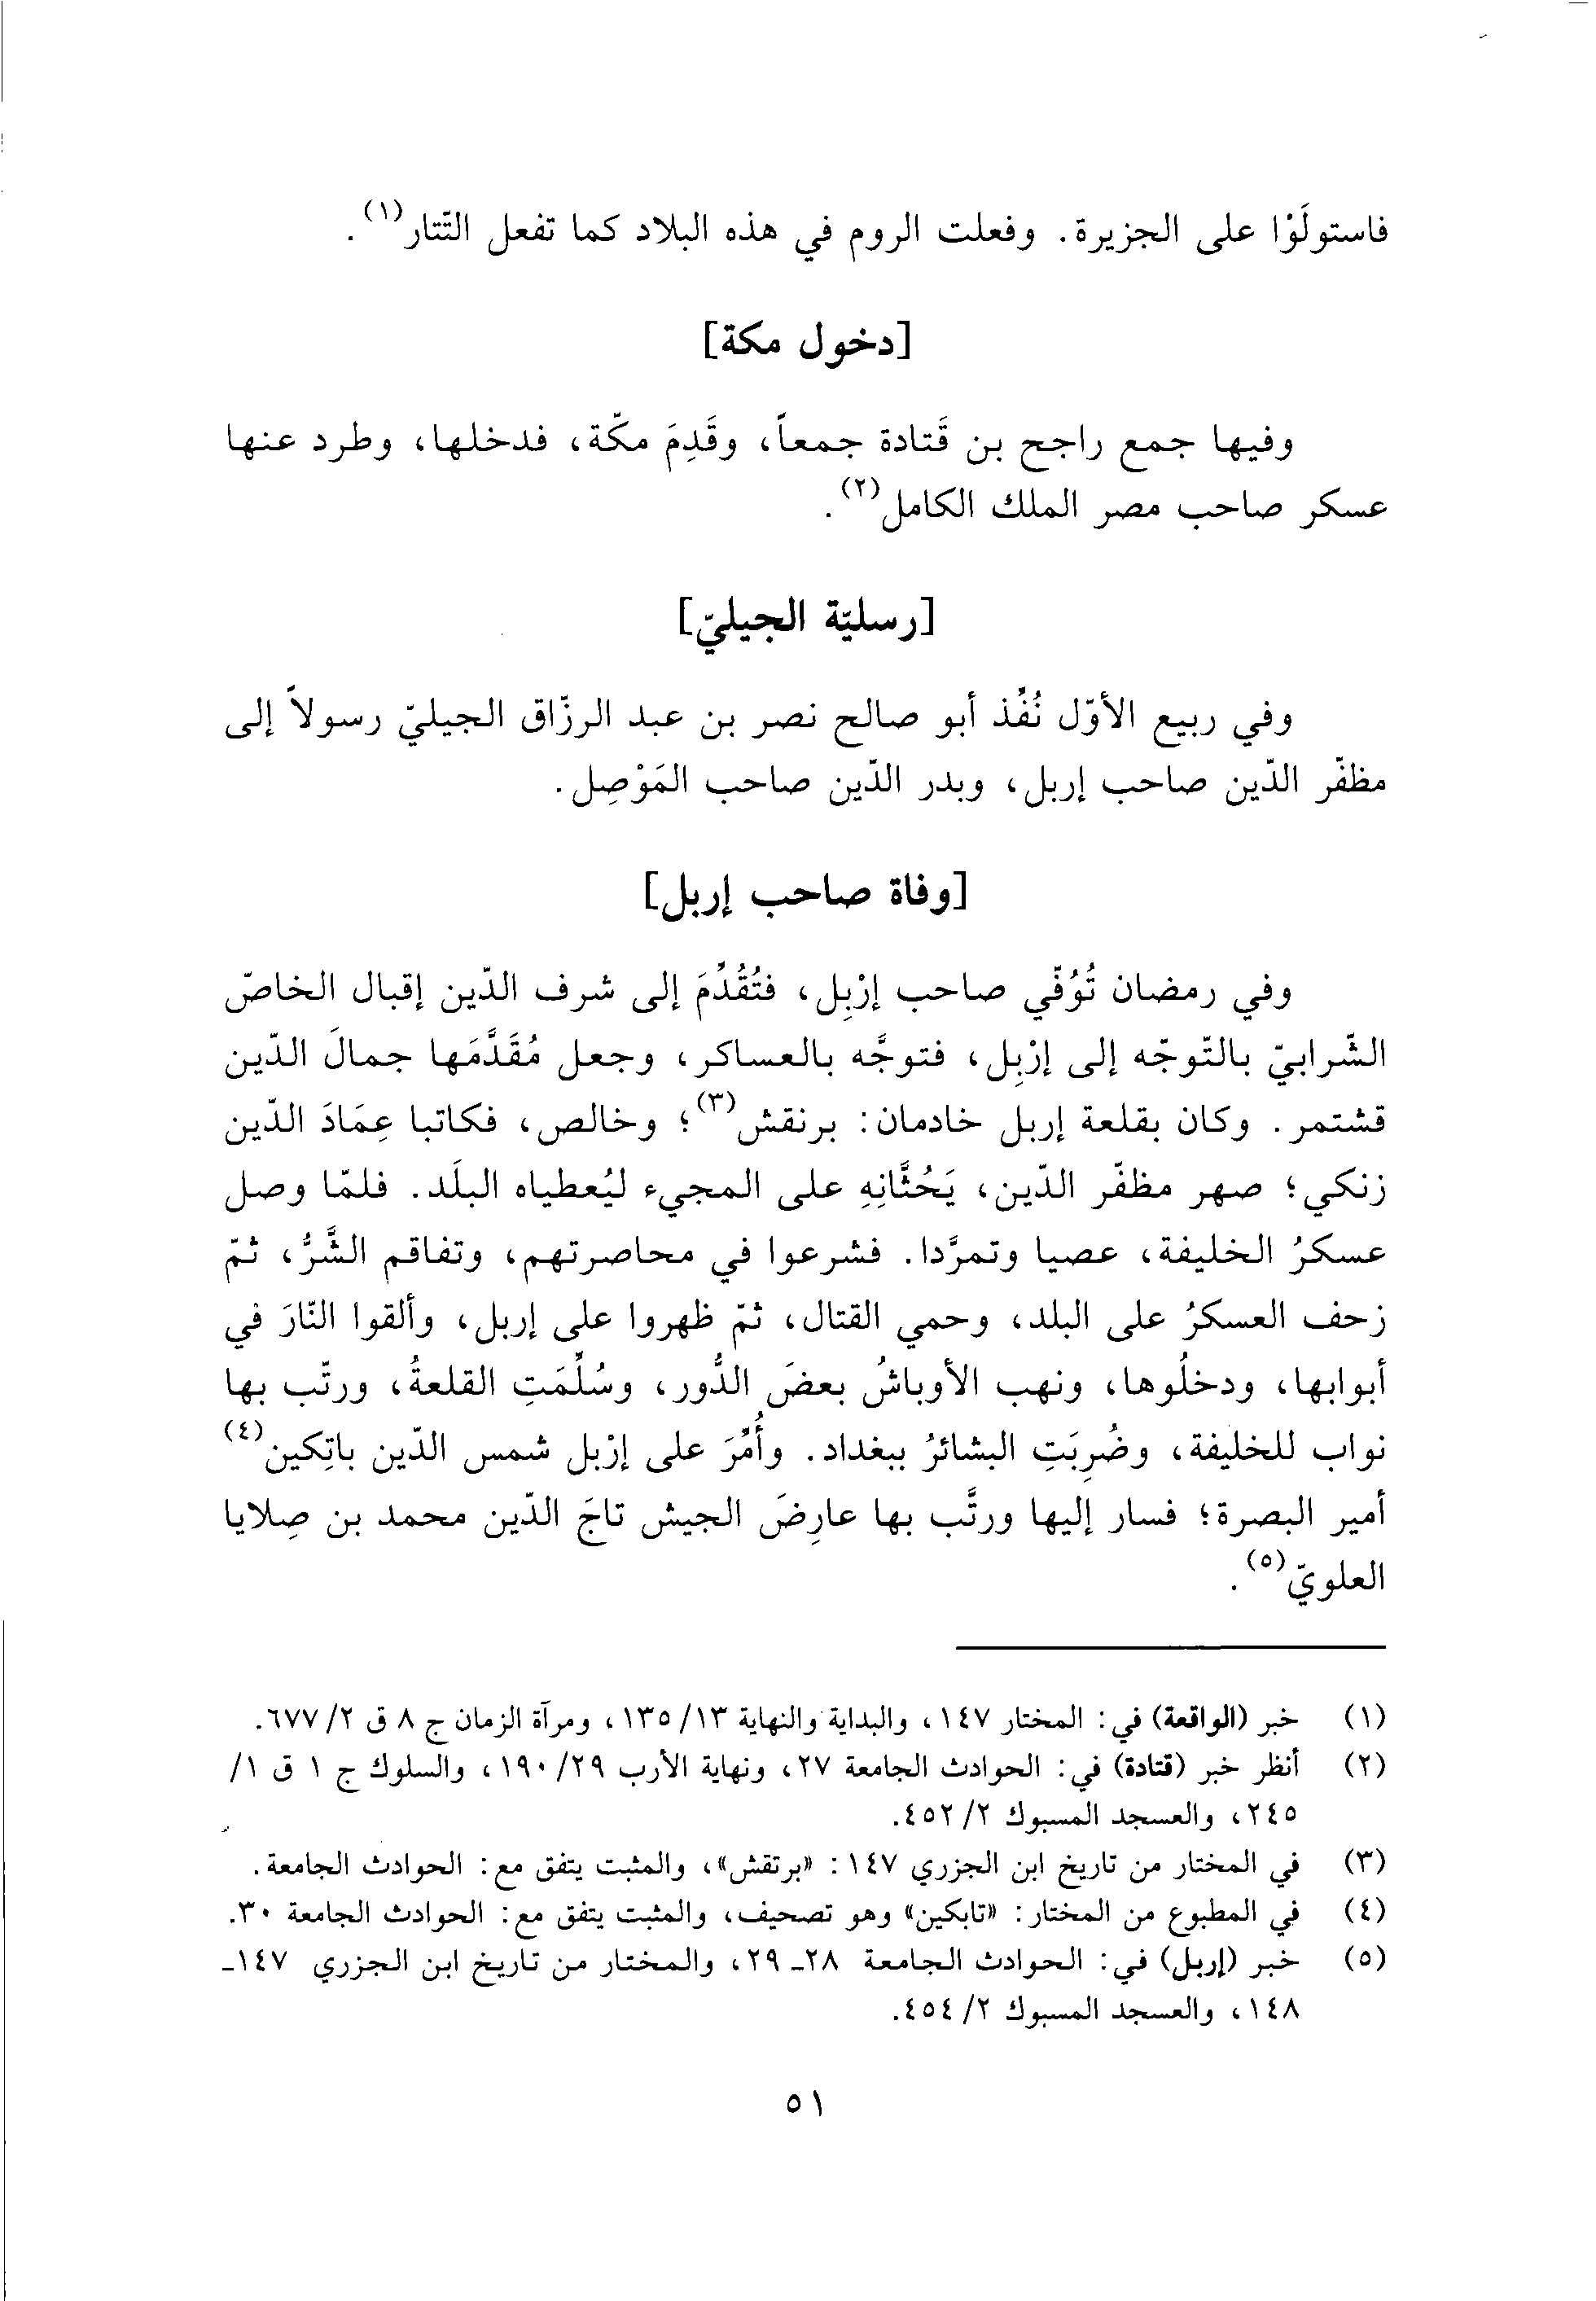 فاستولَوْا على الجزيرة. وفعلت الروم في هذه البلاد كما تفعل التّتار(١).
[دخول مكة]
وفيها جمع راجح بن قَتادة جمعاً، وقَدِمَ مكّة، فدخلها، وطرد عنها
عسكر صاحب مصر الملك الكامل(٢).
[رسليّة الجيليّ]
وفي ربيع الأوّل نُفِّذ أبو صالح نصر بن عبد الرزّاق الجيليّ رسولاً إلى
مظفّر الدّين صاحب إربل، وبدر الدّين صاحب المَوْصِل.
[وفاة صاحب إربل]
وفي رمضان تُوُفّي صاحب إرْبِل، فتُقُدِّمَ إلى شرف الدّين إقبال الخاصّ
الشّرابيّ بالتّوجّه إلى إرْبِل، فتوجَّه بالعساكر، وجعل مُقَدَّمَها جمالَ الدّين
قشتمر. وكان بقلعة إربل خادمان: برنقش(٣)؛ وخالص، فكاتبا عِمَادَ الدّين
زنكي؛ صهر مظفّر الدّين، يَحُثَّانِهِ على المجيء ليُعطياه البلَد. فلمّا وصل
عسكرُ الخليفة، عصيا وتمرَّدا. فشرعوا في محاصرتهم، وتفاقم الشَّرُّ، ثمّ
زحف العسكرُ على البلد، وحمي القتال، ثمّ ظهروا على إربل، وألقوا النّارَ في
أبوابها، ودخلُوها، ونهب الأوباشُ بعضَ الدُّور، وسُلِّمَتِ القلعةُ، ورتّب بها
نواب للخليفة، وضُرِبَتِ البشائرُ ببغداد. وأُمِّرَ على إرْبل شمس الدّين باتِكين(٤)
أمير البصرة؛ فسار إليها ورتَّب بها عارِضَ الجيش تاجَ الدّين محمد بن صِلايا
العلويّ(٥).
(١) خبر (الواقعة) في: المختار ١٤٧، والبداية والنهاية ١٣/ ١٣٥، ومرآة الزمان ج ٨ ق ٢/ ٦٧٧.
(٢) أنظر خبر (قتادة) في: الحوادث الجامعة ٢٧، ونهاية الأرب ٢٩/ ١٩٠، والسلوك ج ١ ق ١/
٢٤٥، والعسجد المسبوك ٢/ ٤٥٢.
(٣) في المختار من تاريخ ابن الجزري ١٤٧: «برتقش»، والمثبت يتفق مع: الحوادث الجامعة.
(٤) في المطبوع من المختار: «تابكين» وهو تصحيف، والمثبت يتفق مع: الحوادث الجامعة ٣٠.
(٥) خبر (إربل) في: الحوادث الجامعة ٢٨ـ ٢٩، والمختار من تاريخ ابن الجزري ١٤٧ـ
١٤٨، والعسجد المسبوك ٢/ ٤٥٤.
٥١